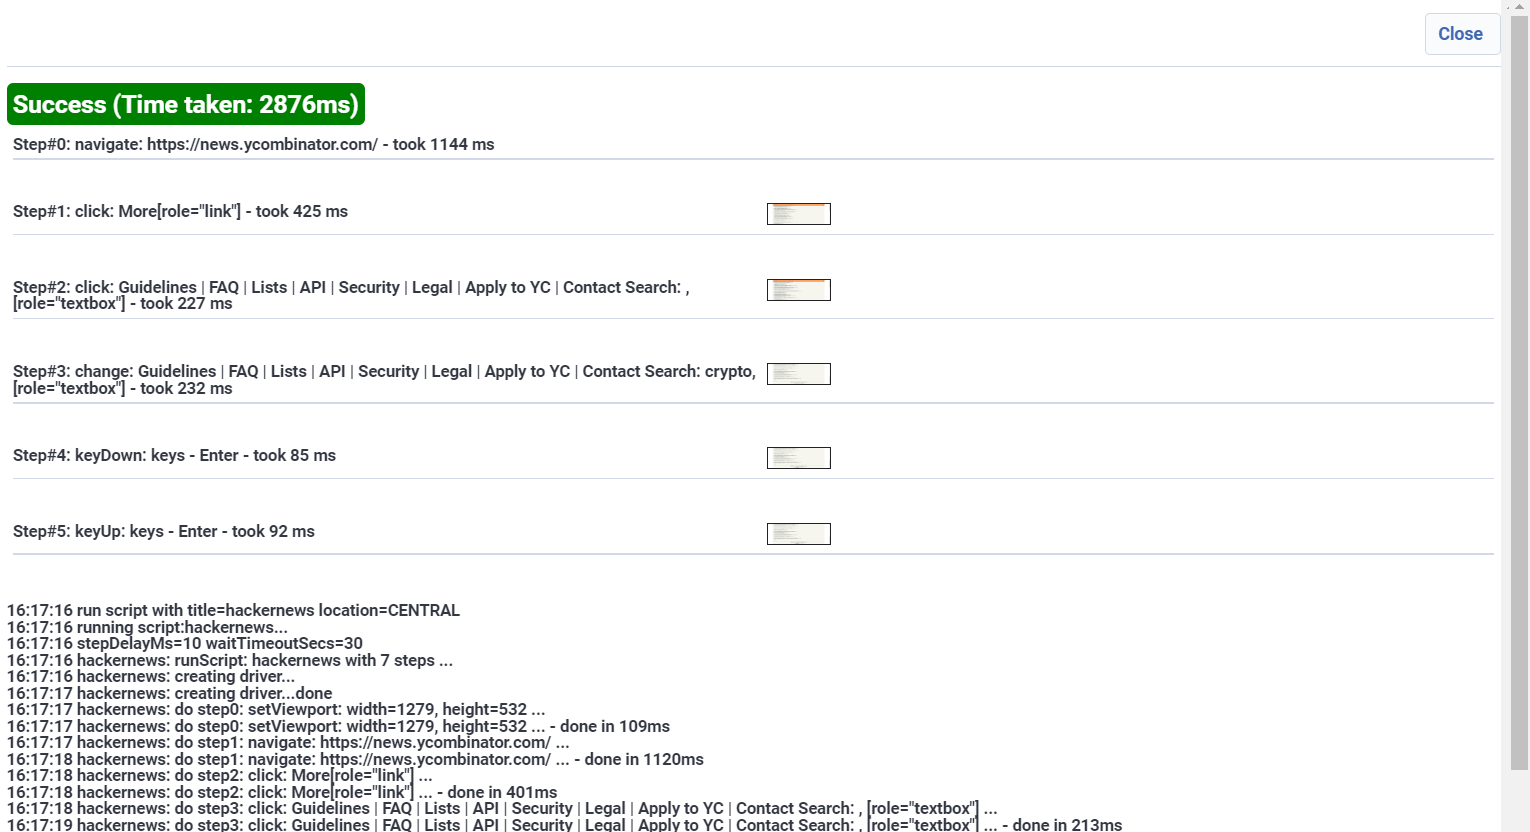 Close
Success (Time taken: 2876ms)
Step#0: navigate: https://news.ycombinator.com/ - took 1144 ms
Step#1: click: More[role="link"] - took 425 ms
Step#2: click: Guidelines | FAQ | Lists | API | Security | Legal | Apply to YC | Contact Search: ,
[role="textbox"] - took 227 ms
Step#3: change: Guidelines | FAQ | Lists | API | Security | Legal | Apply to YC | Contact Search: crypto,
[role="textbox"] - took 232 ms
Step#4: keyDown: keys - Enter - took 85 ms
Step#5: keyUp: keys - Enter - took 92 ms
16:17:16 run script with title=hackernews location=CENTRAL
16:17:16 running script:hackernews...
16:17:16 stepDelayMs=10 waitTimeoutSecs=30
16:17:16 hackernews: runScript: hackernews with 7 steps ...
16:17:16 hackernews: creating driver...
16:17:17 hackernews: creating driver...done
16:17:17 hackernews: do step0: setViewport: width=1279, height=532 ...
16:17:17 hackernews: do step0: setViewport: width=1279, height=532 ... - done in 109ms
16:17:17 hackernews: do step1: navigate: https://news.ycombinator.com/ ...
16:17:18 hackernews: do step1: navigate: https://news.ycombinator.com/ ... - done in 1120ms
16:17:18 hackernews: do step2: click: More[role="link"] ...
16:17:18 hackernews: do step2: click: More[role="link"] ... - done in 401ms
16:17:18 hackernews: do step3: click: Guidelines | FAQ | Lists | API | Security | Legal | Apply to YC | Contact Search: , [role="textbox"] ...
16:17:19 hackernews: do step3: click: Guidelines | FAQ | Lists | API | Security | Legal | Apply to YC | Contact Search: , [role="textbox"] ... - done in 213ms